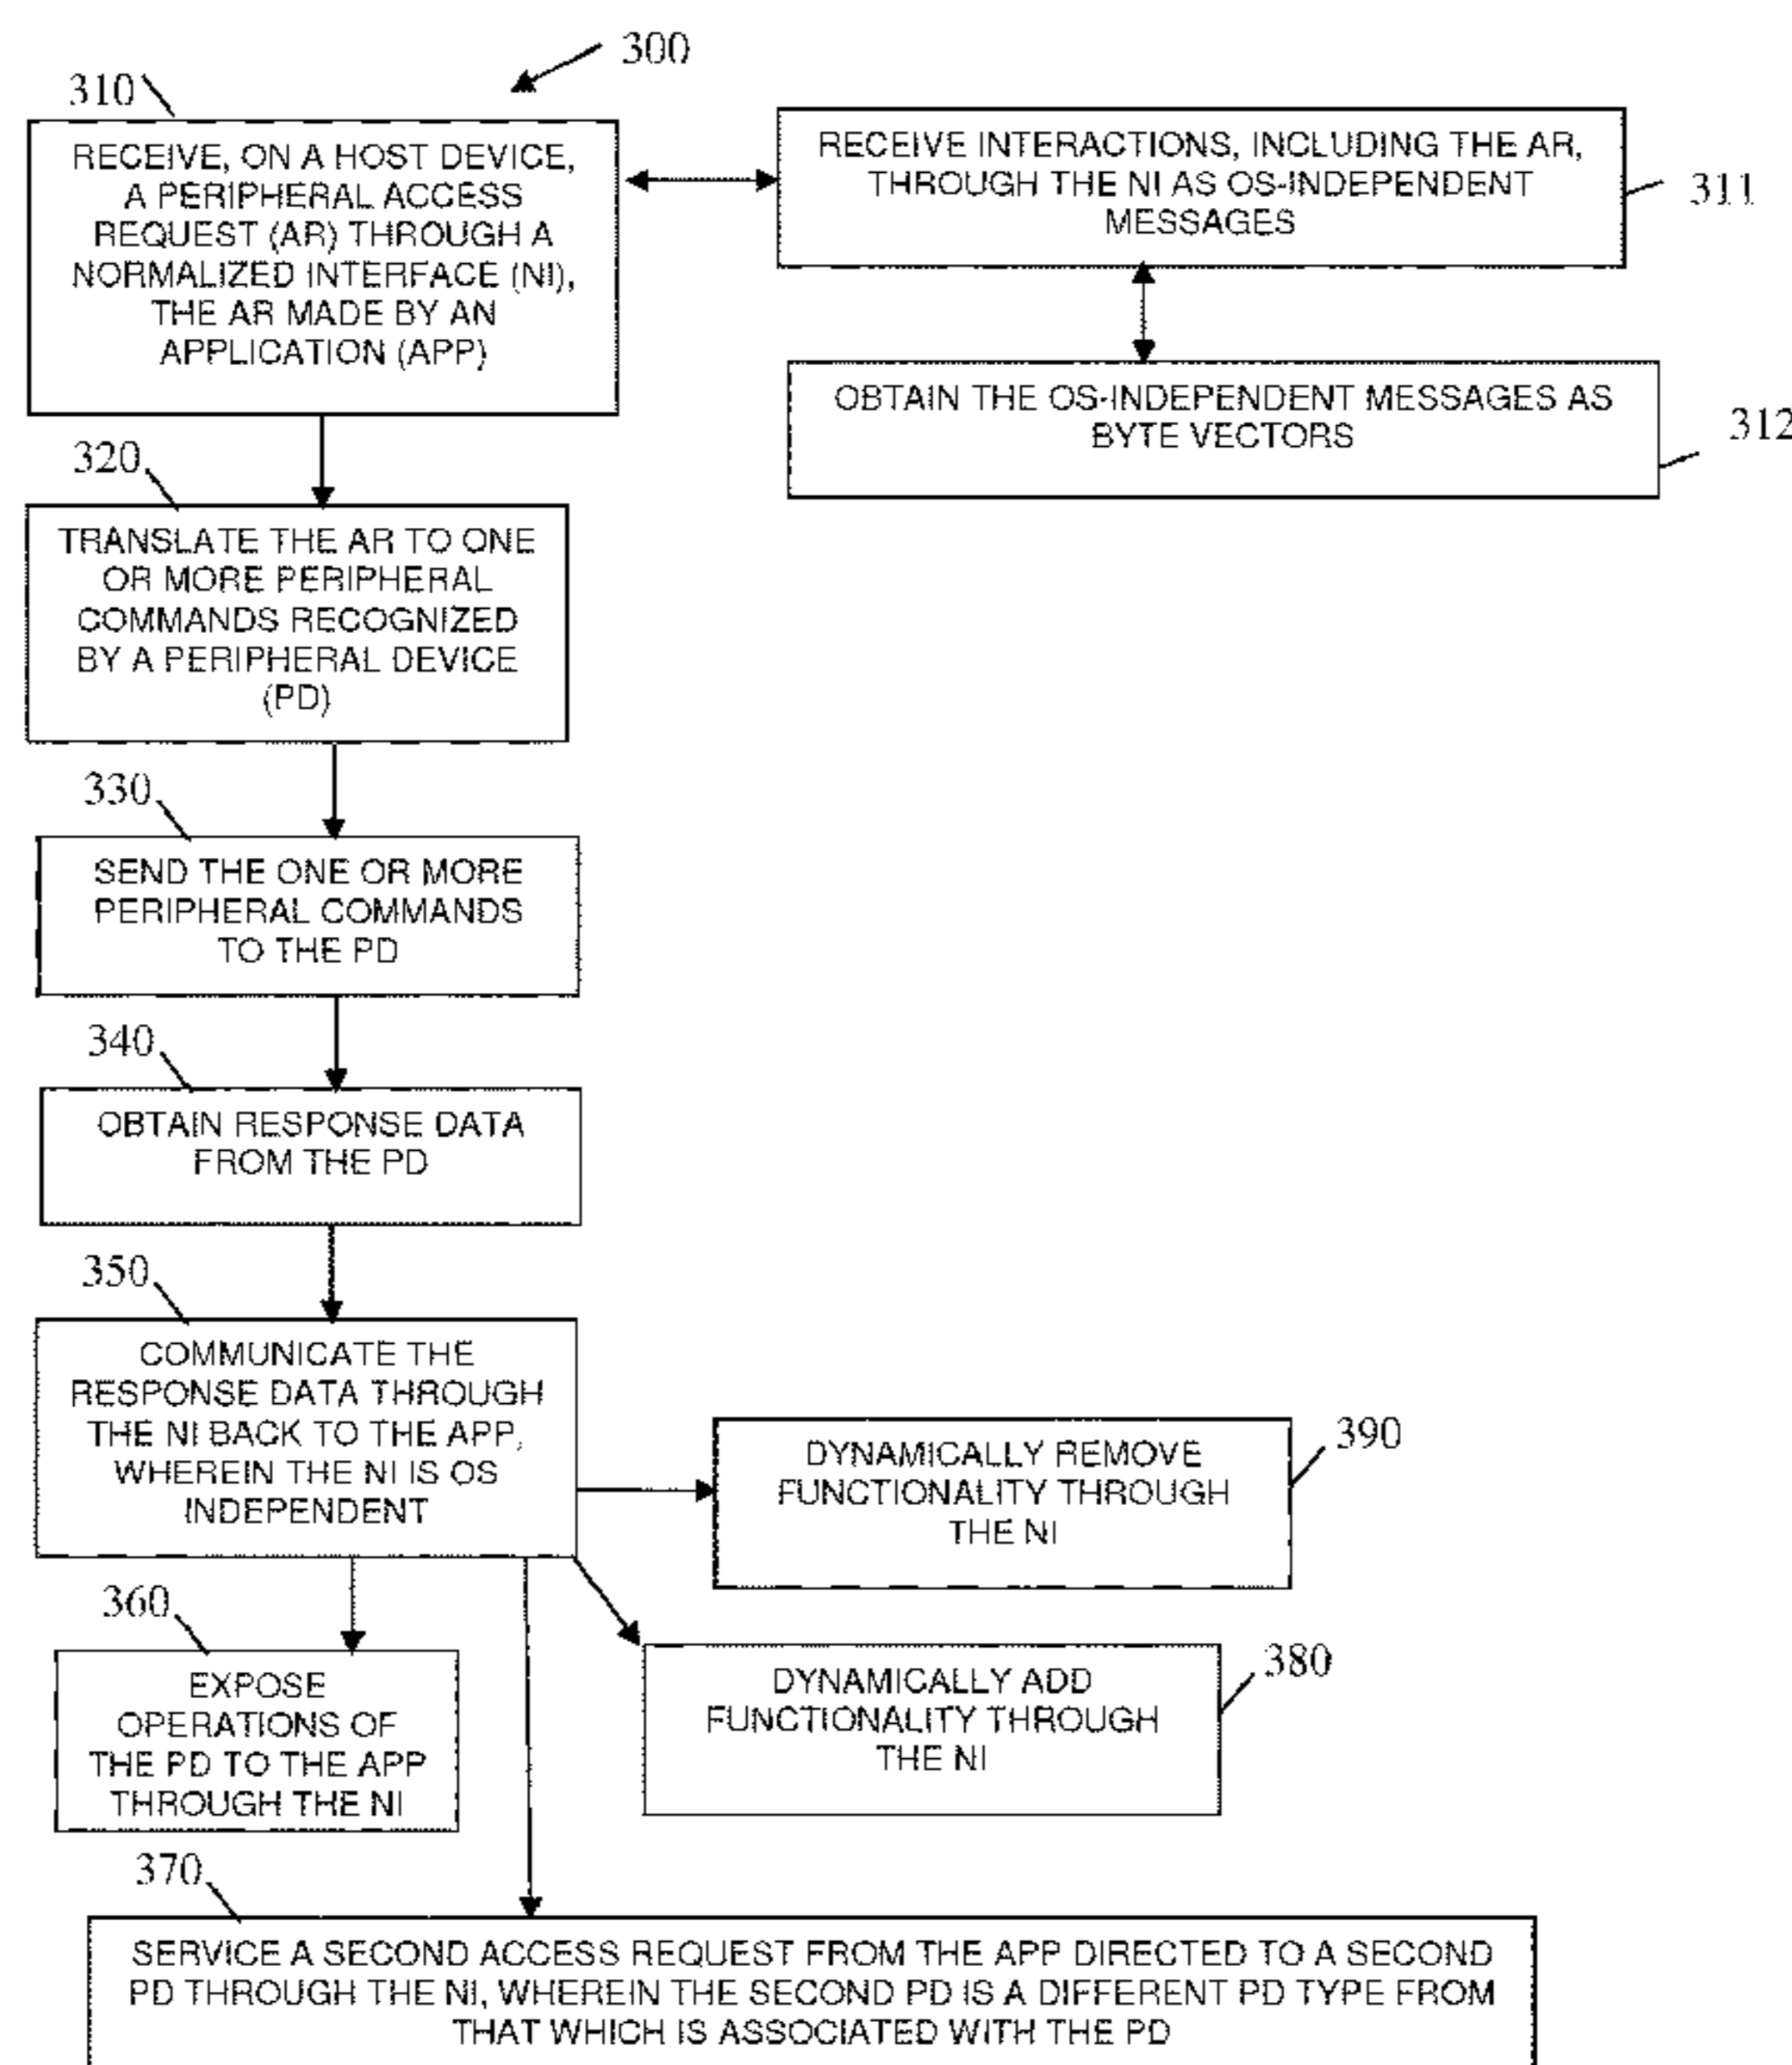 300
310
RECEIVE, ON A HOST DEVICE,
A PERIPHERAL ACCESS
REQUEST (AR) THROUGH A
NORMALIZED INTERFACE (NI),
THE AR MADE BY AN
APPLICATION (APP)
RECEIVE INTERACTIONS, INCLUDING THE AR,
THROUGH THE NI AS OS-INDEPENDENT
MESSAGES
311
OBTAIN THE OS-INDEPENDENT MESSAGES AS
BYTE VECTORS
312
320
TRANSLATE THE AR TO ONE
OR MORE PERIPHERAL
COMMANDS RECOGNIZED
BY A PERIPHERAL DEVICE
(PD)
330
SEND THE ONE OR MORE
PERIPHERAL COMMANDS
TO THE PD
340
OBTAIN RESPONSE DATA
FROM THE PD
350
COMMUNICATE THE
RESPONSE DATA THROUGH
THE NI BACK TO THE APP,
WHEREIN THE NI IS OS
INDEPENDENT
390
DYNAMICALLY REMOVE
FUNCTIONALITY THROUGH
THE NI
360
EXPOSE
OPERATIONS OF
THE PD TO THE APP
THROUGH THE NI
380
DYNAMICALLY ADD
FUNCTIONALITY THROUGH
THE NI
370
SERVICE A SECOND ACCESS REQUEST FROM THE APP DIRECTED TO A SECOND
PD THROUGH THE NI, WHEREIN THE SECOND PD IS A DIFFERENT PD TYPE FROM
THAT WHICH IS ASSOCIATED WITH THE PD